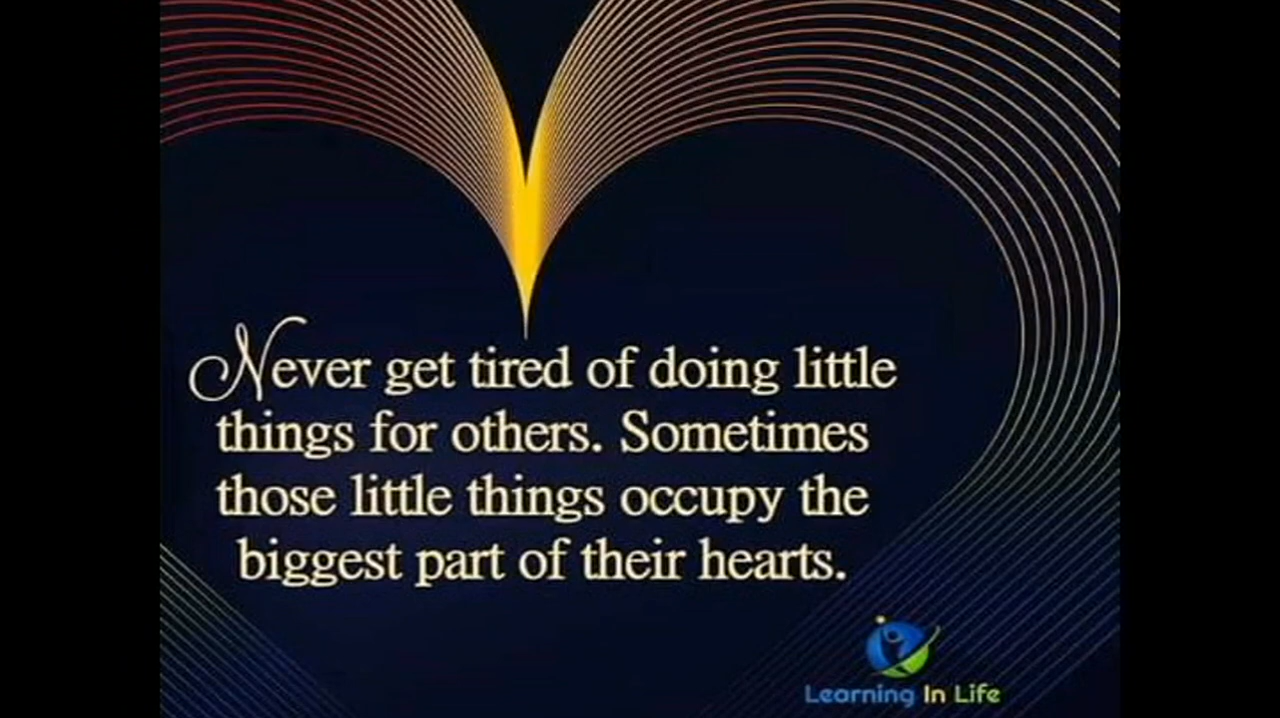 Never get tired of doing little
things for others. Sometimes
those little things occupy the
biggest part of their hearts.
Learning In Life